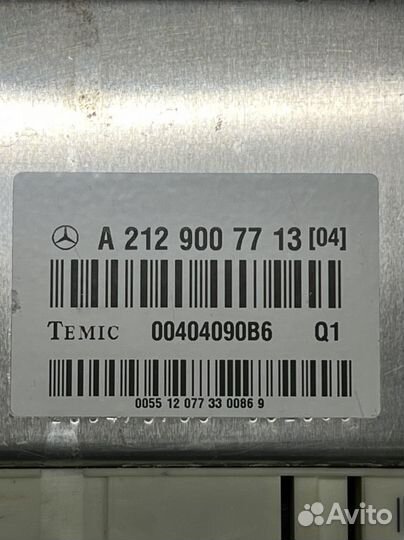 A 212 900 77 13 [04]
TEMIC 00404090B6 Q1
0055 12 077 33 0086 9
Avito